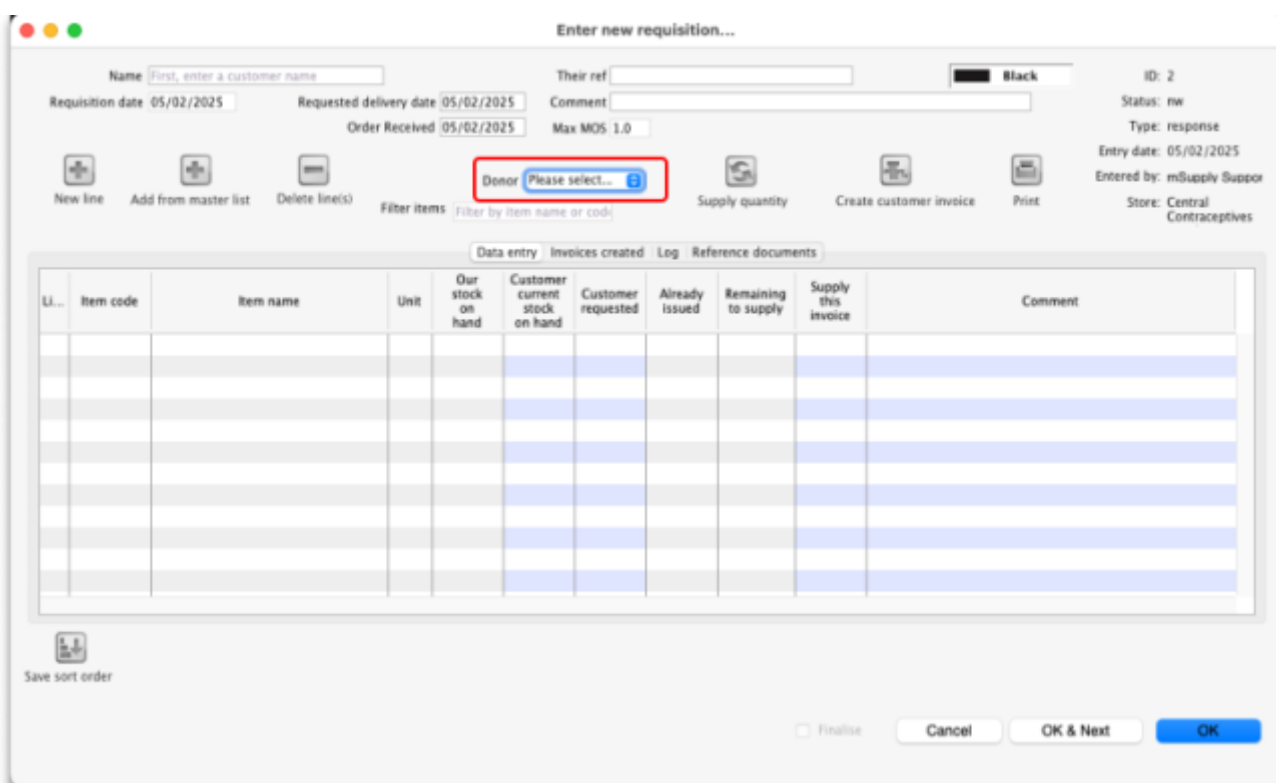 Enter new requisition...
Name First, enter a customer name Their ref Black ID: 2
Requisition date 05/02/2025 Requested delivery date 05/02/2025 Comment Status: nw
Order Received 05/02/2025 Max MOS 1.0 Type: response
Entry date: 05/02/2025
Donor Please select... Entered by: mSupply Suppor
New line Add from master list Delete line(s) Filter items Filter by item name or code Supply quantity Create customer invoice Print Store: Central
Contraceptives
Data entry Invoices created Log Reference documents
Li... Item code Item name Unit Our stock on hand Customer current stock on hand Customer requested Already issued Remaining to supply Supply this invoice Comment
Save sort order
Finalise Cancel OK & Next OK